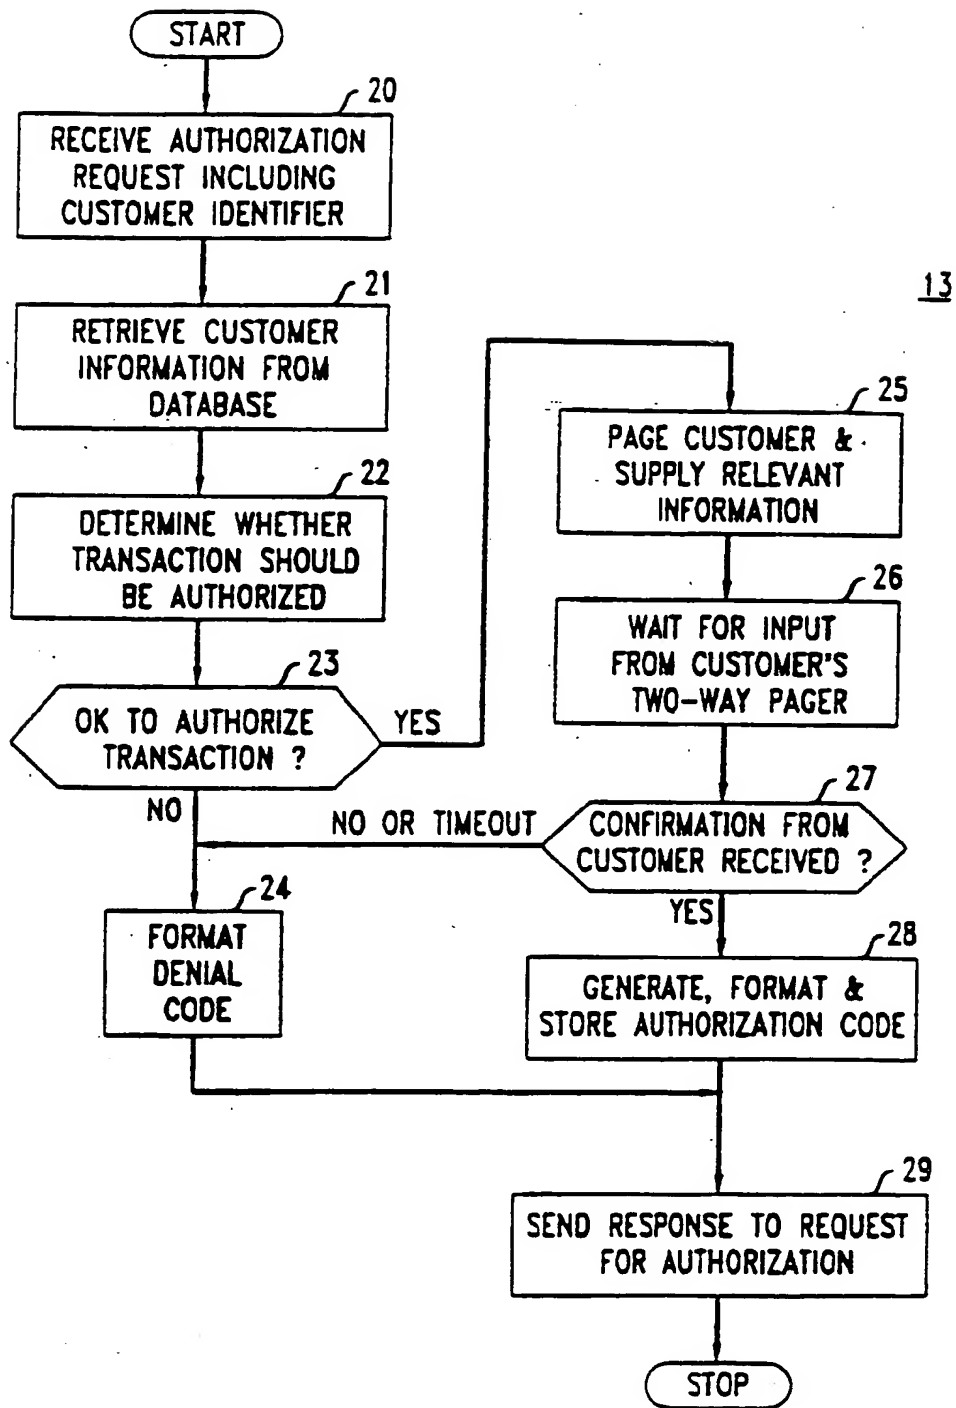 START
20
RECEIVE AUTHORIZATION
REQUEST INCLUDING
CUSTOMER IDENTIFIER
21
RETRIEVE CUSTOMER
INFORMATION FROM
DATABASE
22
DETERMINE WHETHER
TRANSACTION SHOULD
BE AUTHORIZED
23
OK TO AUTHORIZE
TRANSACTION ?
YES
NO
24
FORMAT
DENIAL
CODE
13
25
PAGE CUSTOMER &
SUPPLY RELEVANT
INFORMATION
26
WAIT FOR INPUT
FROM CUSTOMER'S
TWO-WAY PAGER
27
CONFIRMATION FROM
CUSTOMER RECEIVED ?
NO OR TIMEOUT
YES
28
GENERATE, FORMAT &
STORE AUTHORIZATION CODE
29
SEND RESPONSE TO REQUEST
FOR AUTHORIZATION
STOP